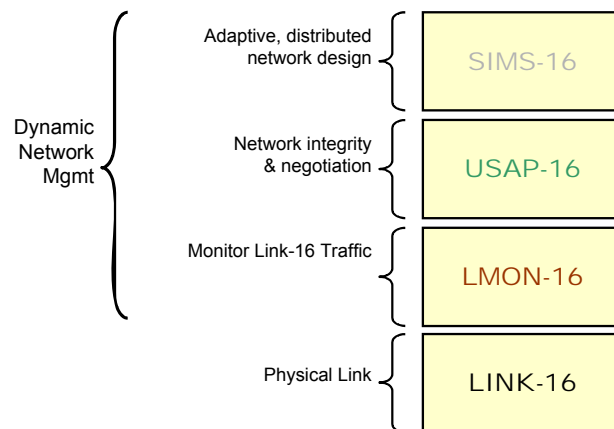 Adaptive, distributed
network design
SIMS-16
Dynamic
Network
Mgmt
Network integrity
& negotiation
USAP-16
Monitor Link-16 Traffic
LMON-16
Physical Link
LINK-16